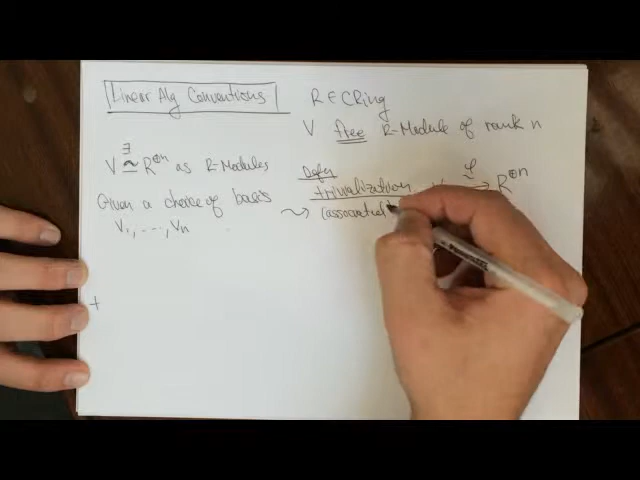 Linear Alg Conventions
R ∈ CRing
V free R-Module of rank n
V ≃ R^⊕n as R-Modules
∃
Given a choice of basis
V₁, ..., Vₙ
Defn
trivialization
φ
≃ R^⊕n
(associated
+